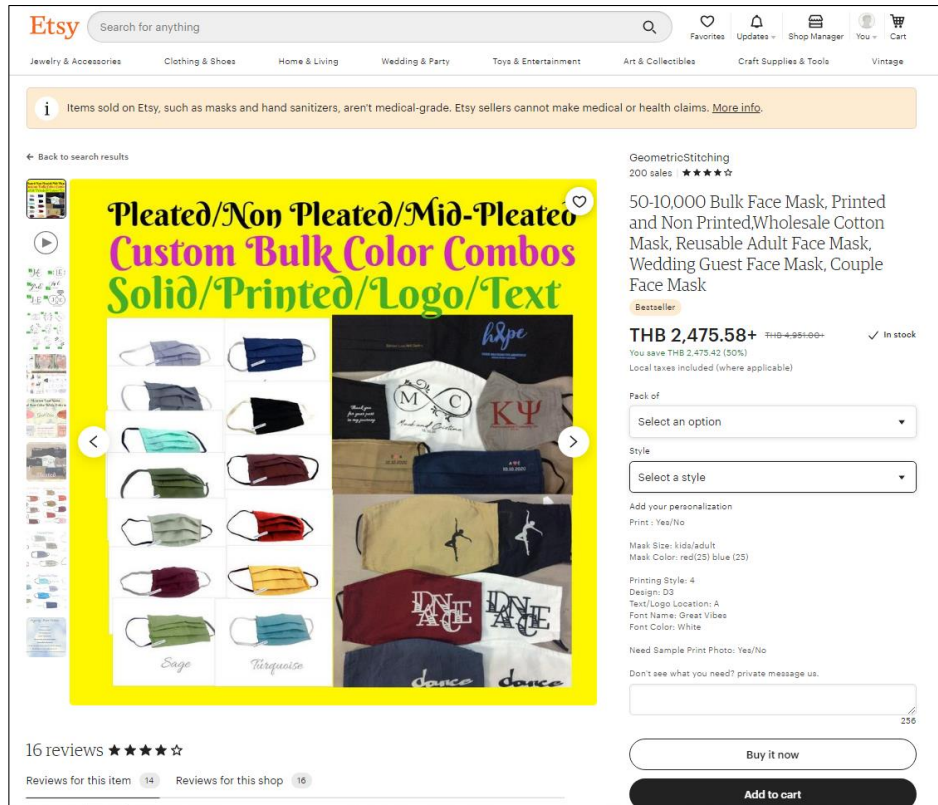 Etsy
Search for anything
Favorites
Updates
Shop Manager
You
Cart
Jewelry & Accessories
Clothing & Shoes
Home & Living
Wedding & Party
Toys & Entertainment
Art & Collectibles
Craft Supplies & Tools
Vintage
i Items sold on Etsy, such as masks and hand sanitizers, aren't medical-grade. Etsy sellers cannot make medical or health claims. More info.
← Back to search results
Pleated/Non Pleated/Mid-Pleated
Custom Bulk Color Combos
Solid/Printed/Logo/Text
hope
M C
ΚΨ
DANCE
DANCE
dance
dance
Sage
Turquoise
GeometricStitching
200 sales
50-10,000 Bulk Face Mask, Printed
and Non Printed,Wholesale Cotton
Mask, Reusable Adult Face Mask,
Wedding Guest Face Mask, Couple
Face Mask
Bestseller
THB 2,475.58+ THB 4,951.00+ In stock
You save THB 2,475.42 (50%)
Local taxes included (where applicable)
Pack of
Select an option
Style
Select a style
Add your personalization
Print : Yes/No
Mask Size: kids/adult
Mask Color: red(25) blue (25)
Printing Style: 4
Design: D3
Text/Logo Location: A
Font Name: Great Vibes
Font Color: White
Need Sample Print Photo: Yes/No
Don't see what you need? private message us.
256
Buy it now
Add to cart
16 reviews
Reviews for this item 14
Reviews for this shop 16